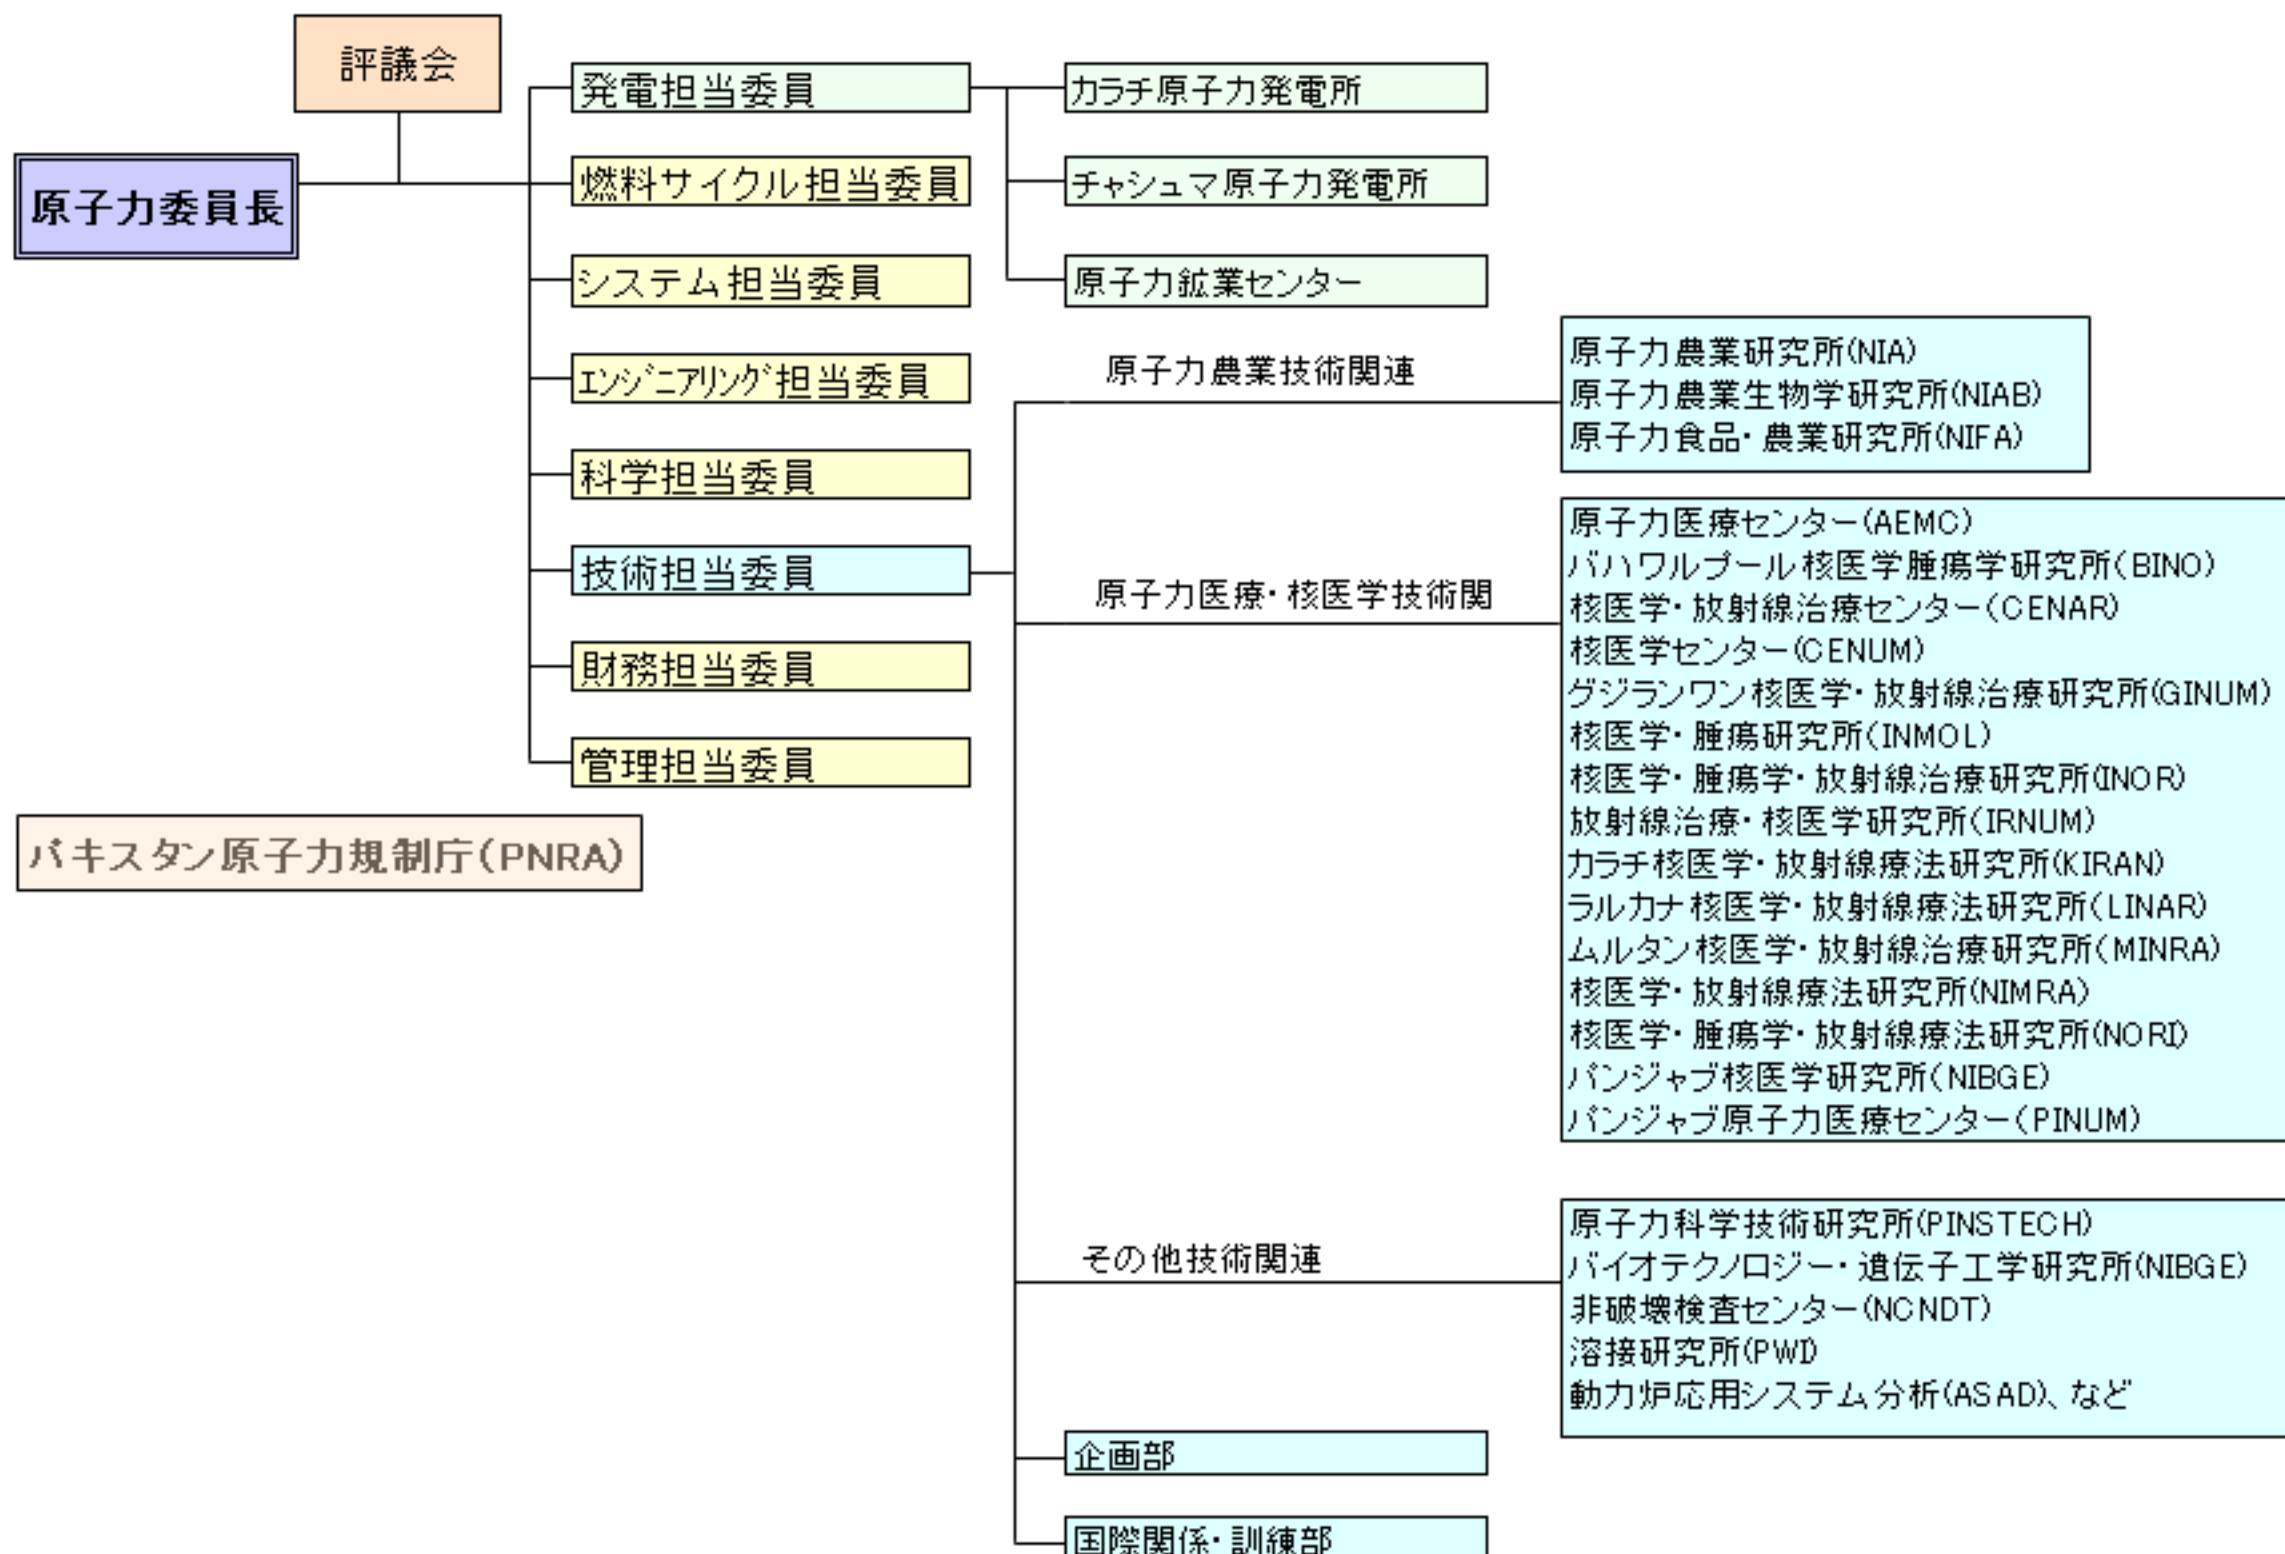 評議会
原子力委員長
発電担当委員
燃料サイクル担当委員
システム担当委員
エンジニアリング担当委員
科学担当委員
技術担当委員
財務担当委員
管理担当委員
パキスタン原子力規制庁(PNRA)
カラチ原子力発電所
チャシュマ原子力発電所
原子力鉱業センター
原子力農業技術関連
原子力農業研究所(NIA)
原子力農業生物学研究所(NIAB)
原子力食品・農業研究所(NIFA)
原子力医療・核医学技術関
原子力医療センター(AEMC)
バハワルプール核医学腫瘍学研究所(BINO)
核医学・放射線治療センター(CENAR)
核医学センター(CENUM)
グジランワン核医学・放射線治療研究所(GINUM)
核医学・腫瘍研究所(INMOL)
核医学・腫瘍学・放射線治療研究所(INOR)
放射線治療・核医学研究所(IRNUM)
カラチ核医学・放射線療法研究所(KIRAN)
ラルカナ核医学・放射線療法研究所(LINAR)
ムルタン核医学・放射線治療研究所(MINRA)
核医学・放射線療法研究所(NIMRA)
核医学・腫瘍学・放射線療法研究所(NORI)
パンジャブ核医学研究所(NIBGE)
パンジャブ原子力医療センター(PINUM)
その他技術関連
原子力科学技術研究所(PINSTECH)
バイオテクノロジー・遺伝子工学研究所(NIBGE)
非破壊検査センター(NCNDT)
溶接研究所(PWI)
動力炉応用システム分析(ASAD)、など
企画部
国際関係・訓練部